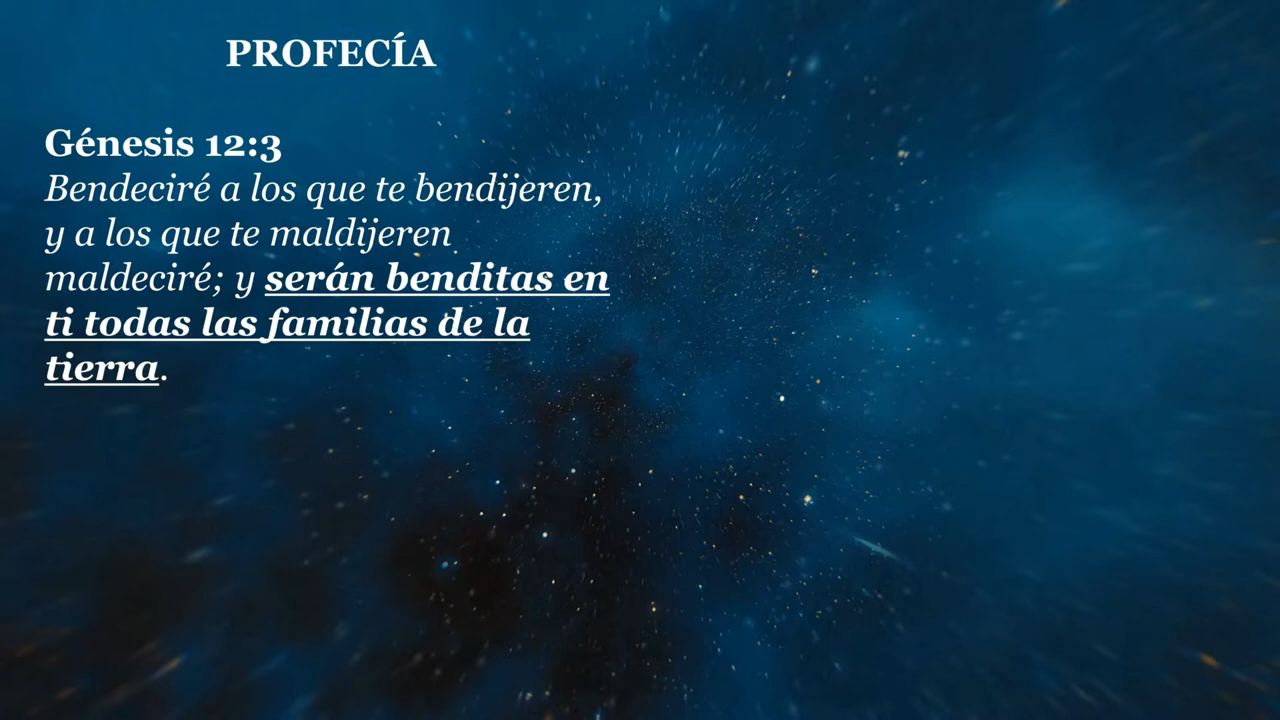 PROFECÍA
Génesis 12:3
Bendeciré a los que te bendijeren,
y a los que te maldijeren
maldeciré; y serán benditas en
ti todas las familias de la
tierra.